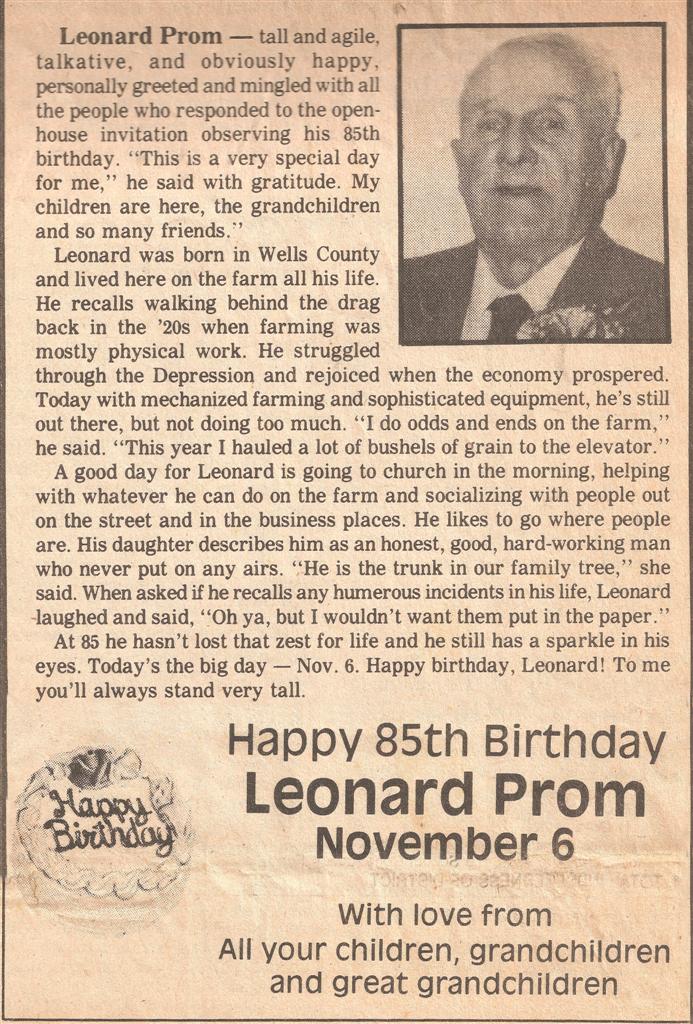 Leonard Prom — tall and agile,
talkative, and obviously happy,
personally greeted and mingled with all
the people who responded to the open-
house invitation observing his 85th
birthday. "This is a very special day
for me," he said with gratitude. My
children are here, the grandchildren
and so many friends."
Leonard was born in Wells County
and lived here on the farm all his life.
He recalls walking behind the drag
back in the '20s when farming was
mostly physical work. He struggled
through the Depression and rejoiced when the economy prospered.
Today with mechanized farming and sophisticated equipment, he's still
out there, but not doing too much. "I do odds and ends on the farm,"
he said. "This year I hauled a lot of bushels of grain to the elevator."
A good day for Leonard is going to church in the morning, helping
with whatever he can do on the farm and socializing with people out
on the street and in the business places. He likes to go where people
are. His daughter describes him as an honest, good, hard-working man
who never put on any airs. "He is the trunk in our family tree," she
said. When asked if he recalls any humerous incidents in his life, Leonard
laughed and said, "Oh ya, but I wouldn't want them put in the paper."
At 85 he hasn't lost that zest for life and he still has a sparkle in his
eyes. Today's the big day — Nov. 6. Happy birthday, Leonard! To me
you'll always stand very tall.
Happy
Birthday
Happy 85th Birthday
Leonard Prom
November 6
With love from
All your children, grandchildren
and great grandchildren